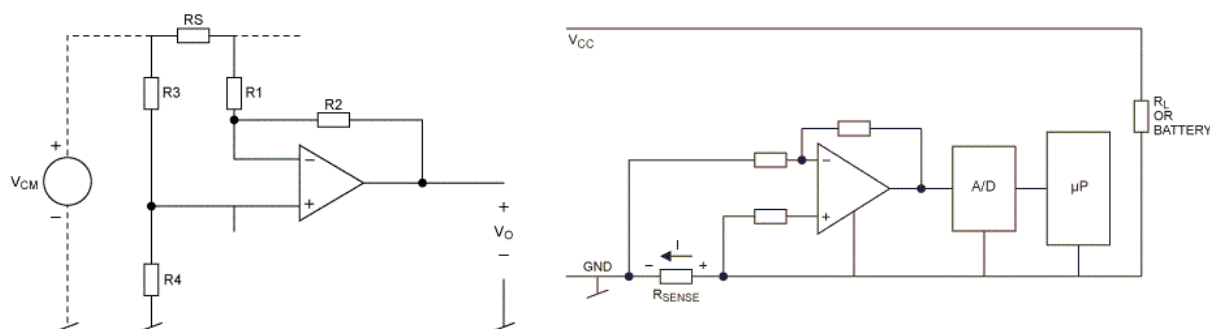 RS
R3
R1
R2
+
VCM
−
−
+
R4
+
VO
−
VCC
RL
OR
BATTERY
−
+
A/D
µP
I
GND
−
+
RSENSE